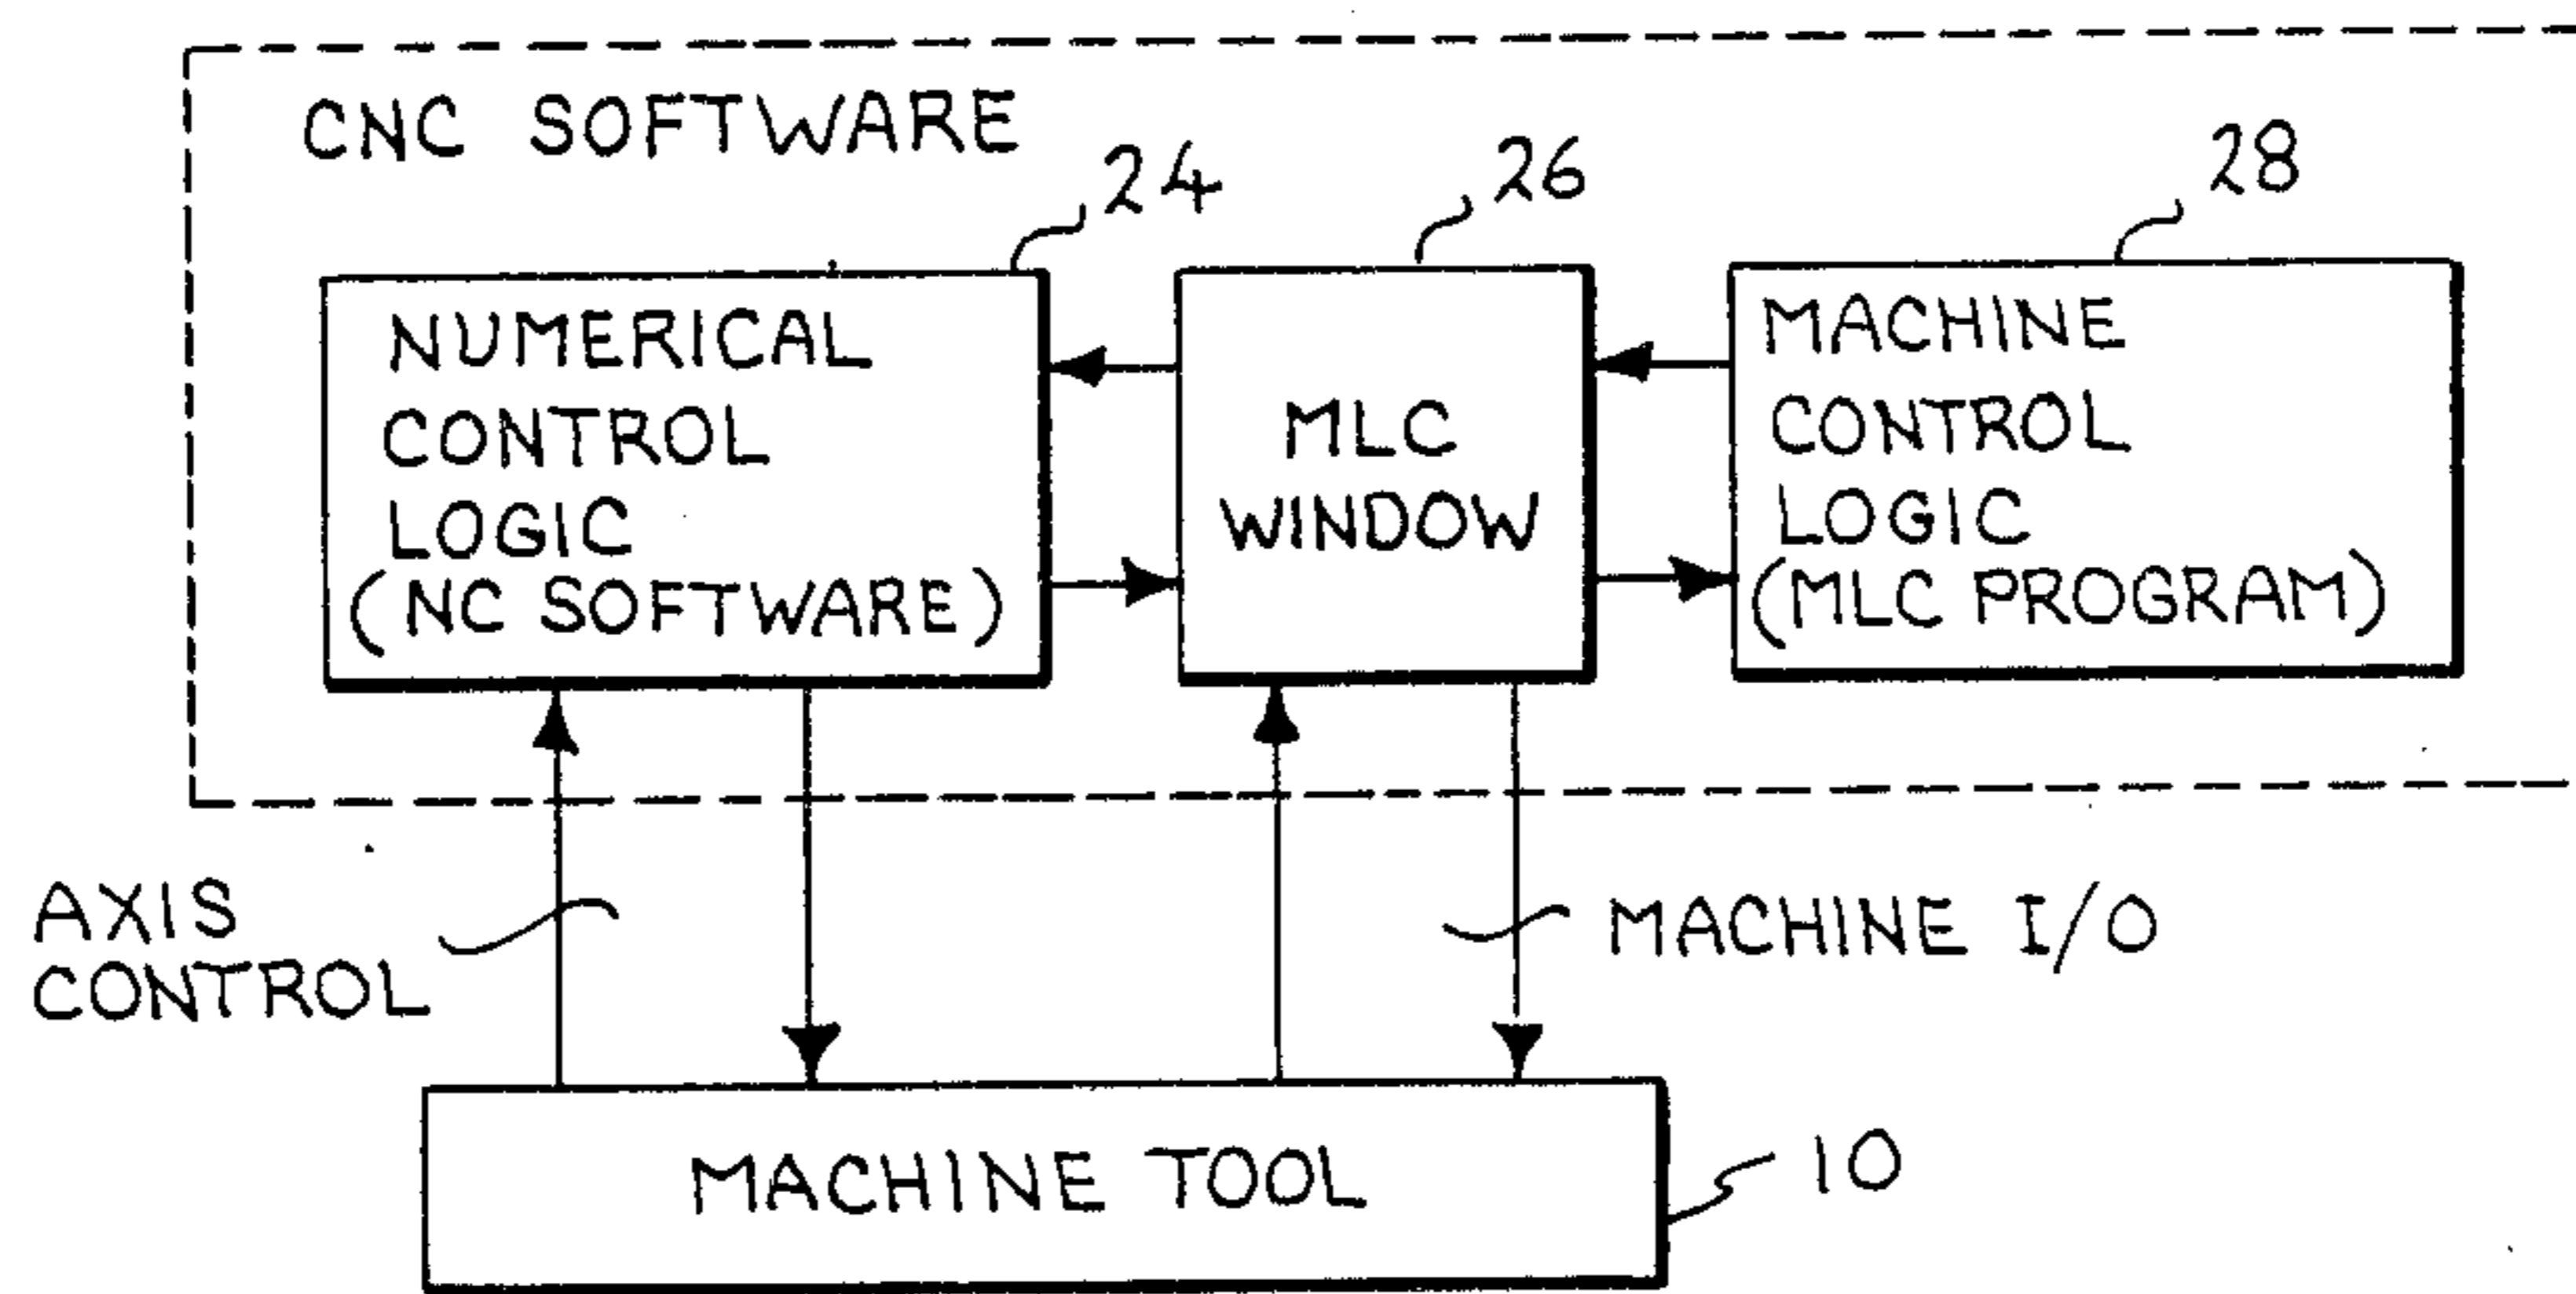 CNC SOFTWARE
24
26
28
NUMERICAL
CONTROL
LOGIC
(NC SOFTWARE)
MLC
WINDOW
MACHINE
CONTROL
LOGIC
(MLC PROGRAM)
AXIS
CONTROL
MACHINE I/O
MACHINE TOOL
10